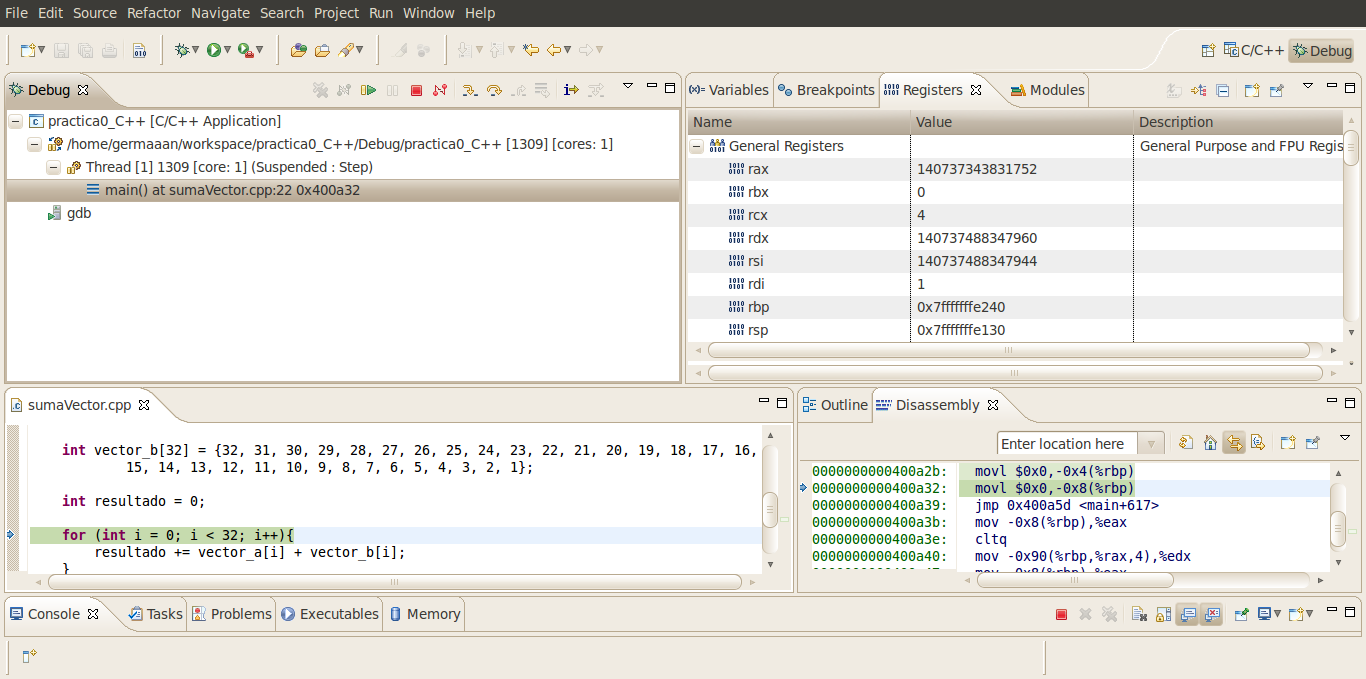 File Edit Source Refactor Navigate Search Project Run Window Help
C/C++ Debug
Debug
practica0_C++ [C/C++ Application]
/home/germaaan/workspace/practica0_C++/Debug/practica0_C++ [1309] [cores: 1]
Thread [1] 1309 [core: 1] (Suspended : Step)
main() at sumaVector.cpp:22 0x400a32
gdb
(x)= Variables Breakpoints Registers Modules
Name Value Description
General Registers General Purpose and FPU Regis
rax 140737343831752
rbx 0
rcx 4
rdx 140737488347960
rsi 140737488347944
rdi 1
rbp 0x7fffffffe240
rsp 0x7fffffffe130
sumaVector.cpp
int vector_b[32] = {32, 31, 30, 29, 28, 27, 26, 25, 24, 23, 22, 21, 20, 19, 18, 17, 16,
15, 14, 13, 12, 11, 10, 9, 8, 7, 6, 5, 4, 3, 2, 1};
int resultado = 0;
for (int i = 0; i < 32; i++){
resultado += vector_a[i] + vector_b[i];
}
Outline Disassembly
Enter location here
0000000000400a2b: movl $0x0,-0x4(%rbp)
0000000000400a32: movl $0x0,-0x8(%rbp)
0000000000400a39: jmp 0x400a5d <main+617>
0000000000400a3b: mov -0x8(%rbp),%eax
0000000000400a3e: cltq
0000000000400a40: mov -0x90(%rbp,%rax,4),%edx
Console Tasks Problems Executables Memory